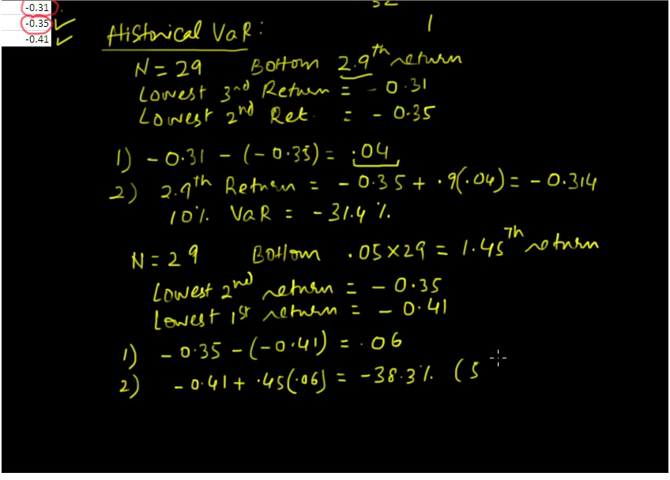 -0.31
-0.35
-0.41
1
Historical VaR:
N = 29 Bottom 2.9th return
Lowest 3rd Return = - 0.31
Lowest 2nd Ret. = - 0.35
1) - 0.31 - (- 0.35) = .04
2) 2.9th Return = - 0.35 + .9(.04) = - 0.314
10% VaR = - 31.4%.
N = 29 Bottom .05 x 29 = 1.45th return
Lowest 2nd return = - 0.35
Lowest 1st return = - 0.41
1) - 0.35 - (- 0.41) = .06
2) - 0.41 + .45(.06) = - 38.3% (5